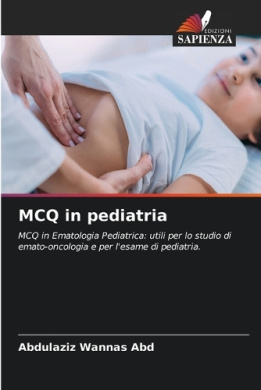 EDIZIONI
SAPIENZA
MCQ in pediatria
MCQ in Ematologia Pediatrica: utili per lo studio di
emato-oncologia e per l'esame di pediatria.
Abdulaziz Wannas Abd